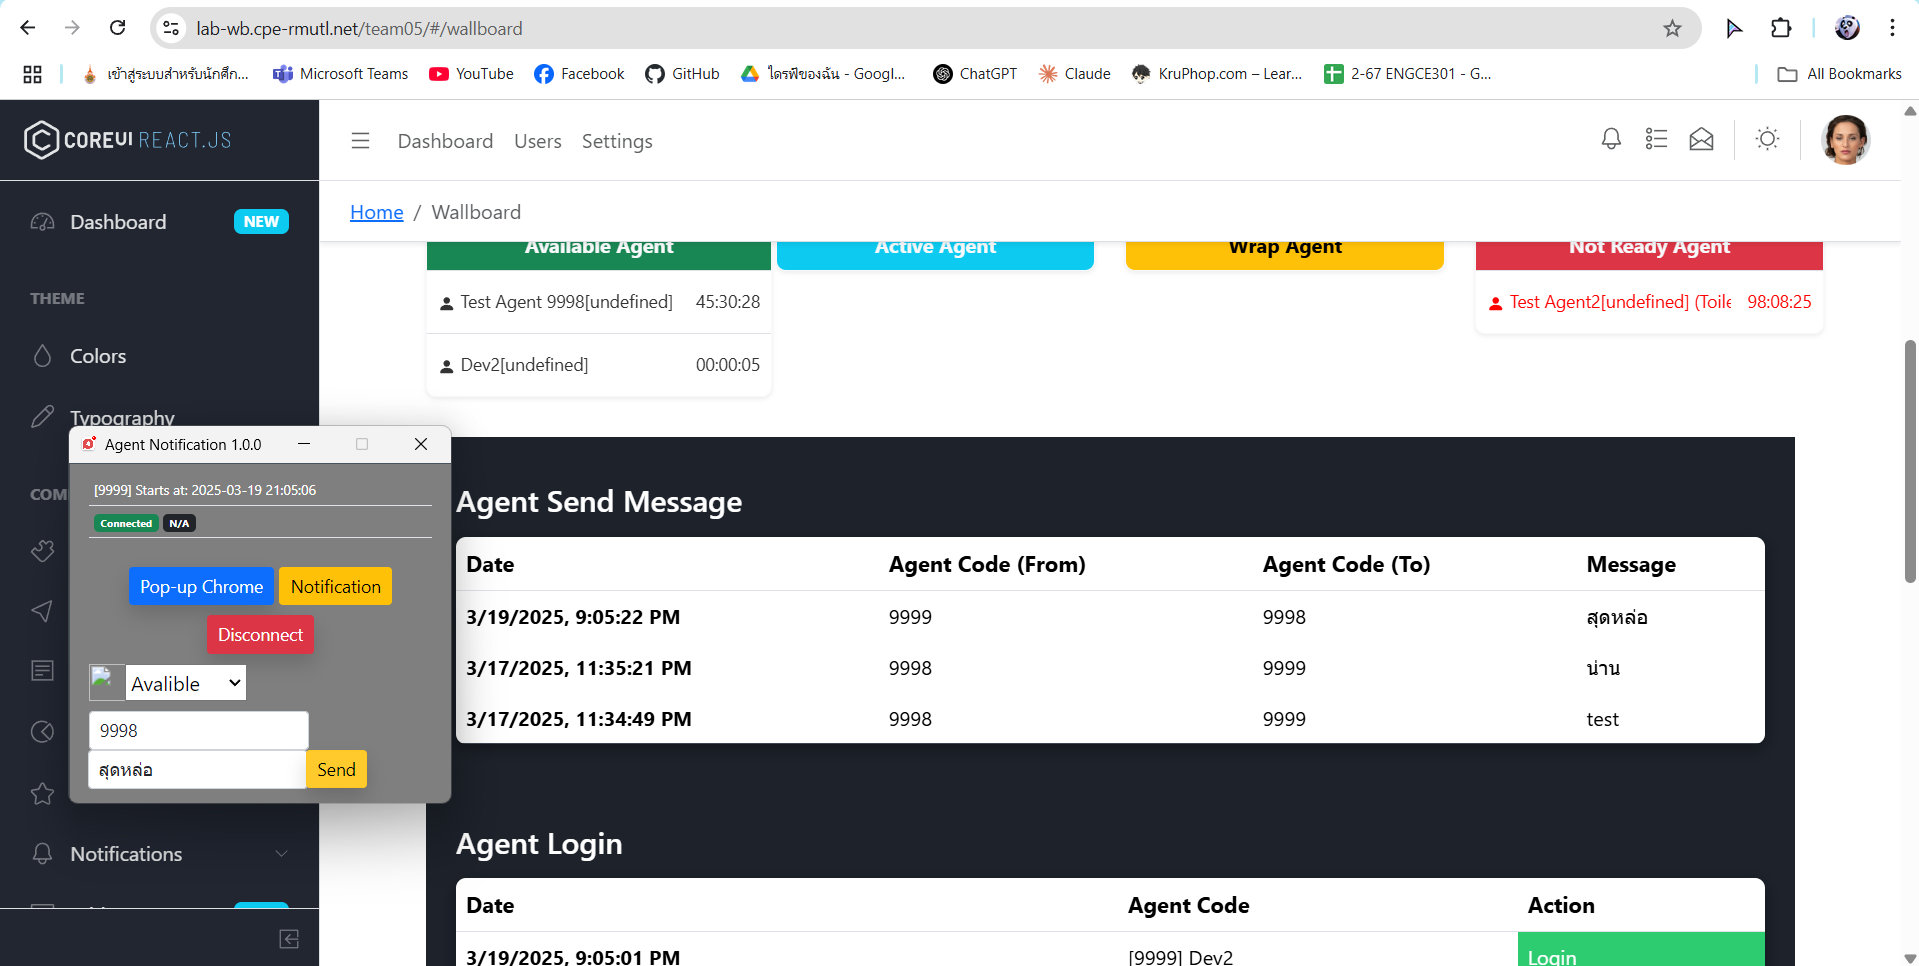 lab-wb.cpe-rmutl.net/team05/#/wallboard
เข้าสู่ระบบสำหรับนักศึก... Microsoft Teams YouTube Facebook GitHub ไดรฟ์ของฉัน - Googl... ChatGPT Claude KruPhop.com – Lear... 2-67 ENGCE301 - G... All Bookmarks
COREUI REACT.JS
Dashboard Users Settings
Home / Wallboard
Dashboard NEW
THEME
Colors
Typography
COM
Notifications
Available Agent
Test Agent 9998[undefined] 45:30:28
Dev2[undefined] 00:00:05
Active Agent
Wrap Agent
Not Ready Agent
Test Agent2[undefined] (Toile 98:08:25
Agent Notification 1.0.0
[9999] Starts at: 2025-03-19 21:05:06
Connected N/A
Pop-up Chrome Notification
Disconnect
Avalible
9998
สุดหล่อ Send
Agent Send Message
Date Agent Code (From) Agent Code (To) Message
3/19/2025, 9:05:22 PM 9999 9998 สุดหล่อ
3/17/2025, 11:35:21 PM 9998 9999 น่าน
3/17/2025, 11:34:49 PM 9998 9999 test
Agent Login
Date Agent Code Action
3/19/2025, 9:05:01 PM [9999] Dev2 Login